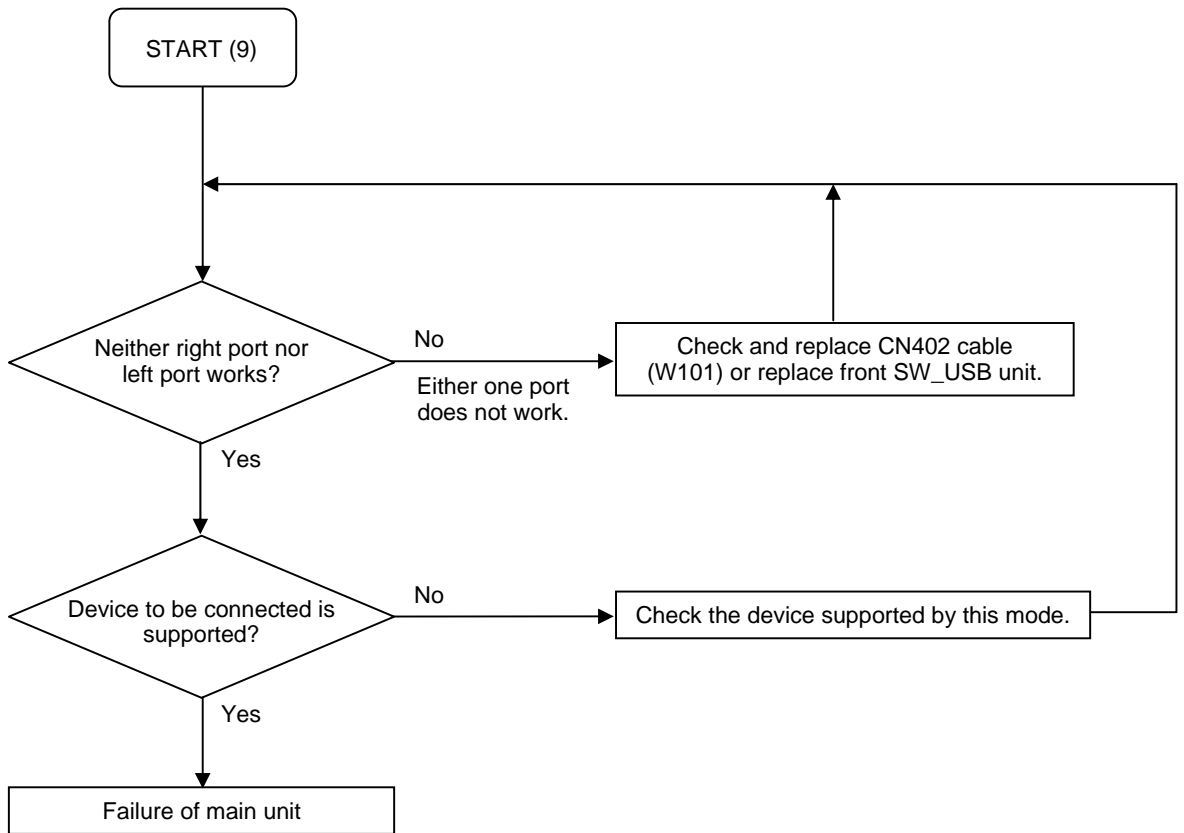 START (9)
Neither right port nor
left port works?
No
Either one port
does not work.
Check and replace CN402 cable
(W101) or replace front SW_USB unit.
Yes
Device to be connected is
supported?
No
Check the device supported by this mode.
Yes
Failure of main unit